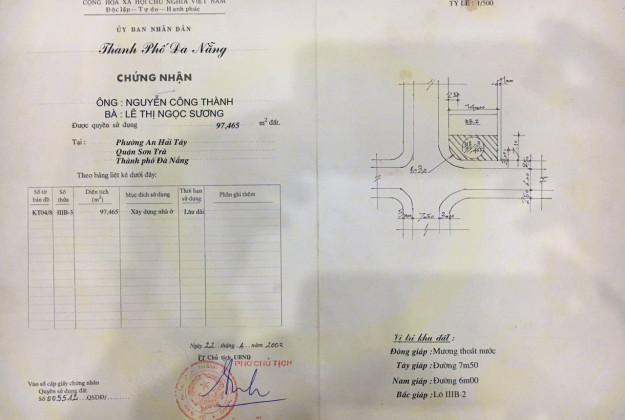 CỘNG HÒA XÃ HỘI CHỦ NGHĨA VIỆT NAM
Độc lập - Tự do - Hạnh phúc
ỦY BAN NHÂN DÂN
Thành Phố Đà Nẵng
CHỨNG NHẬN
ÔNG : NGUYỄN CÔNG THÀNH
BÀ : LÊ THỊ NGỌC SƯƠNG
Được quyền sử dụng 97,465 m² đất.
Tại : Phường An Hải Tây
Quận Sơn Trà
Thành phố Đà Nẵng
Theo bảng liệt kê dưới đây:
Số tờ bản đồ Số thửa Diện tích (m²) Mục đích sử dụng Thời hạn sử dụng Phần ghi thêm
KT04/8 IIIB-3 97,465 Xây dựng nhà ở Lâu dài
Ngày 22 tháng 4 năm 2002
KT Chủ tịch UBND
PHÓ CHỦ TỊCH
Vào sổ cấp giấy chứng nhận
Quyền sử dụng đất
Số 005512 QSDĐ/
TỶ LỆ : 1/500
7m50
Vị trí khu đất :
Đông giáp : Mương thoát nước
Tây giáp : Đường 7m50
Nam giáp : Đường 6m00
Bắc giáp : Lô IIIB-2